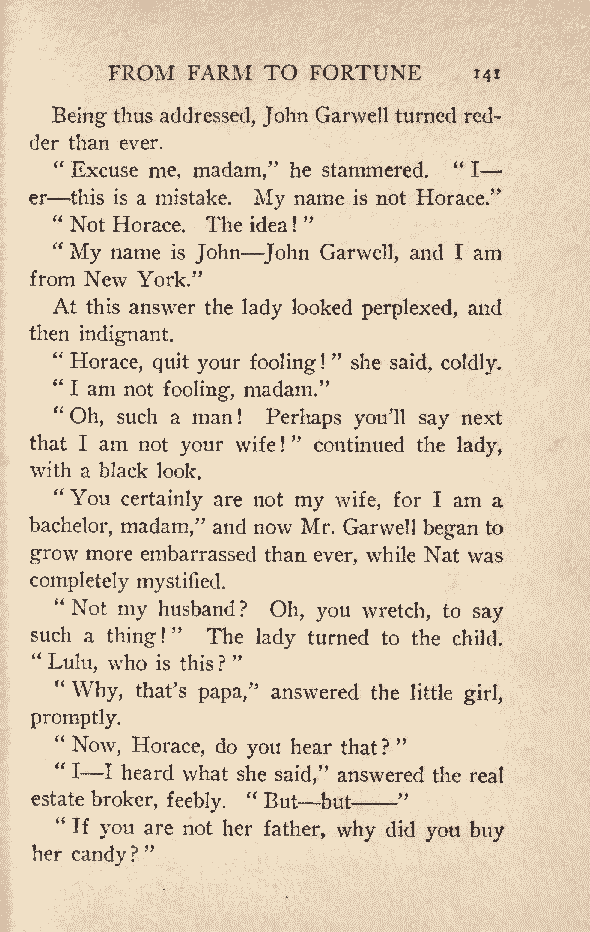 FROM FARM TO FORTUNE 141
Being thus addressed, John Garwell turned red-
der than ever.
“ Excuse me, madam,” he stammered. “ I—
er—this is a mistake. My name is not Horace.”
“ Not Horace. The idea! ”
“ My name is John—John Garwell, and I am
from New York.”
At this answer the lady looked perplexed, and
then indignant.
“ Horace, quit your fooling! ” she said, coldly.
“ I am not fooling, madam.”
“ Oh, such a man! Perhaps you’ll say next
that I am not your wife! ” continued the lady,
with a black look.
“ You certainly are not my wife, for I am a
bachelor, madam,” and now Mr. Garwell began to
grow more embarrassed than ever, while Nat was
completely mystified.
“ Not my husband? Oh, you wretch, to say
such a thing! ” The lady turned to the child.
“ Lulu, who is this? ”
“ Why, that’s papa,” answered the little girl,
promptly.
“ Now, Horace, do you hear that? ”
“ I—I heard what she said,” answered the real
estate broker, feebly. “ But—but——”
“ If you are not her father, why did you buy
her candy? ”